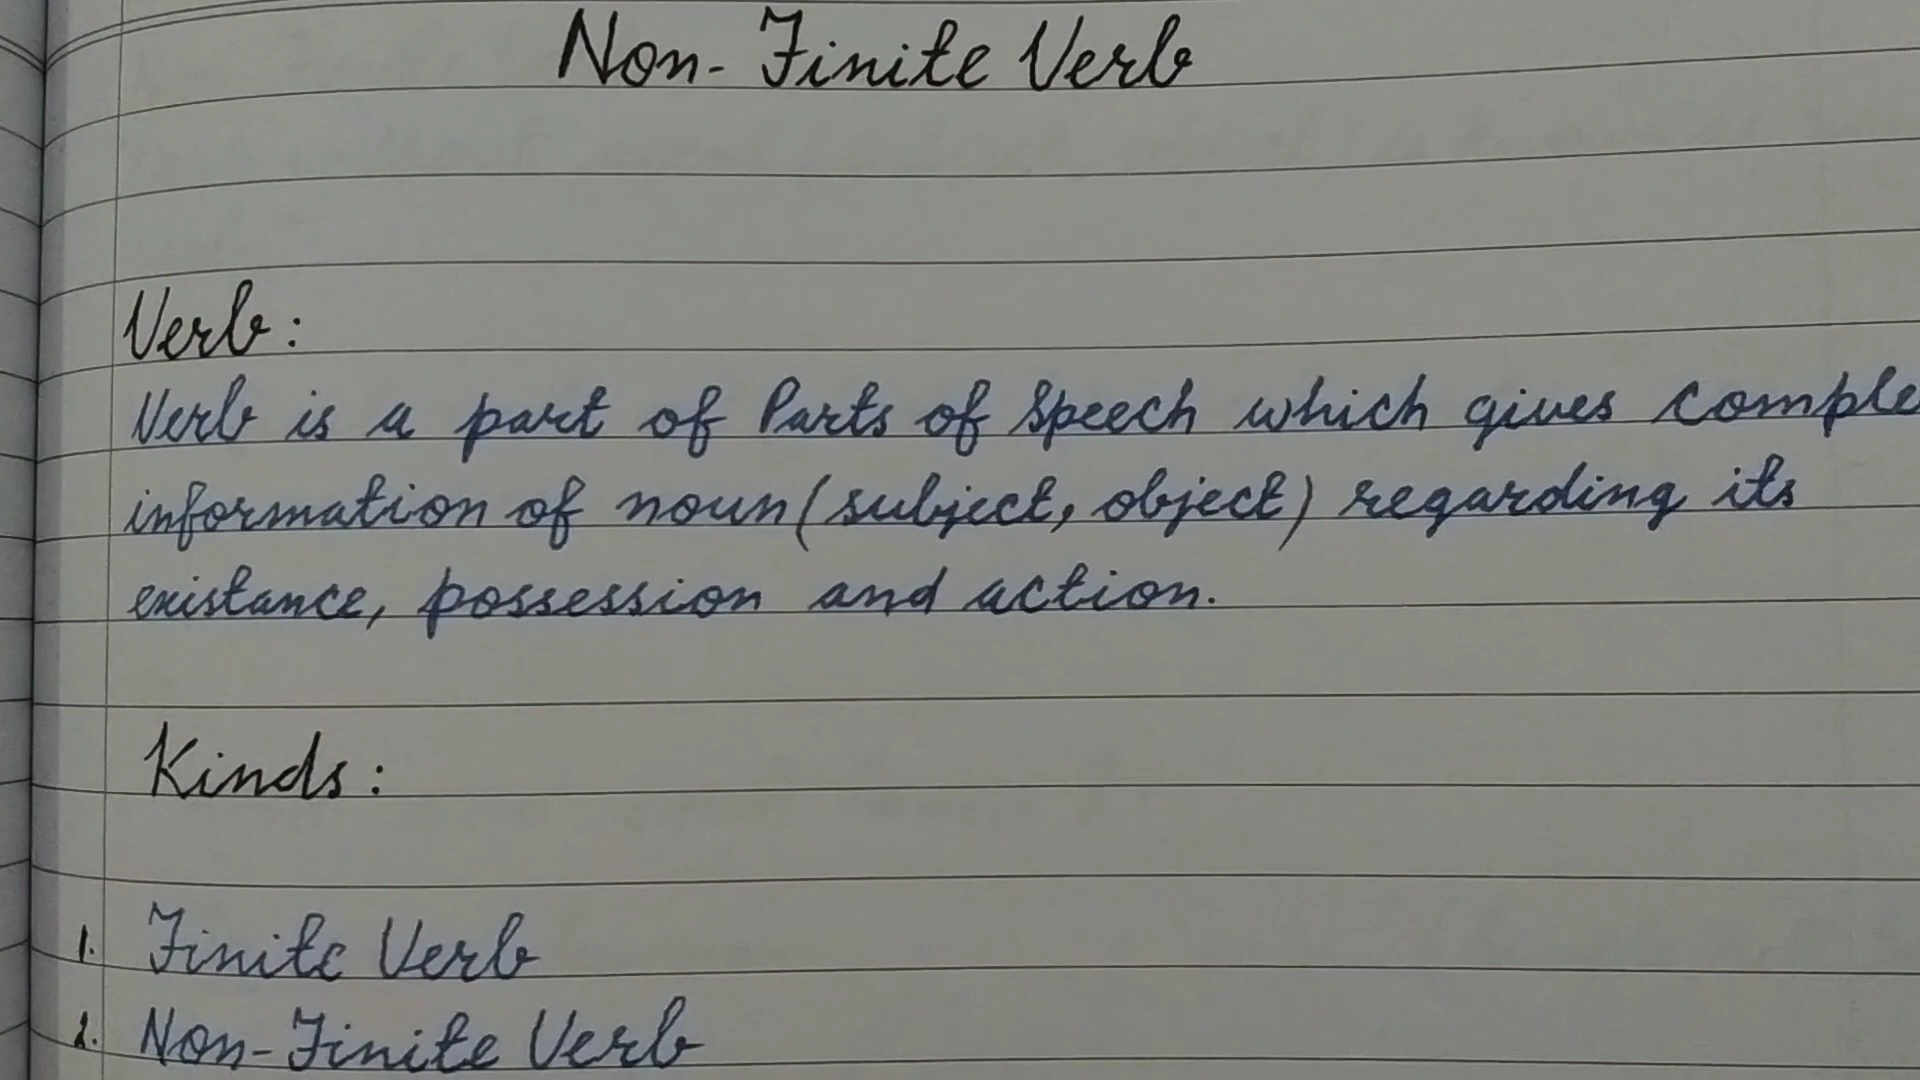 Non-Finite Verb
Verb:
Verb is a part of Parts of Speech which gives comple
information of noun (subject, object) regarding its
existance, possession and action.
Kinds:
1. Finite Verb
2. Non-Finite Verb